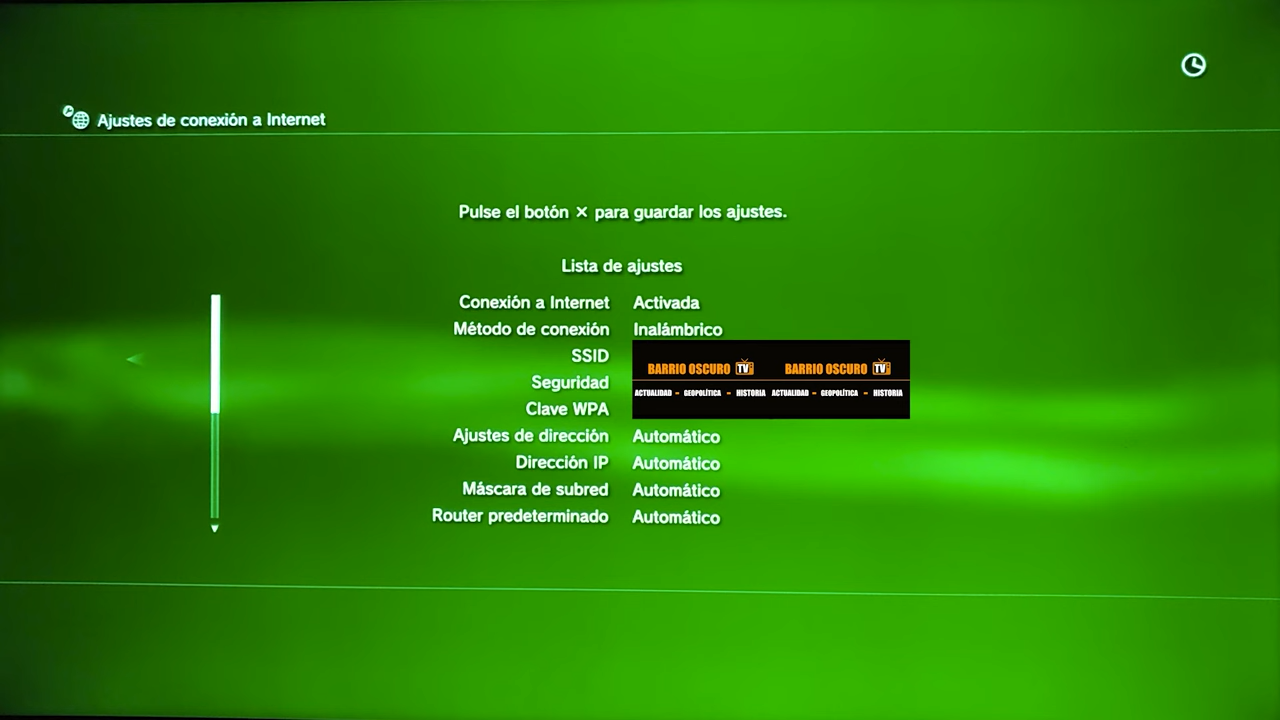 Ajustes de conexión a Internet
Pulse el botón ✕ para guardar los ajustes.
Lista de ajustes
Conexión a Internet Activada
Método de conexión Inalámbrico
SSID
BARRIO OSCURO TV BARRIO OSCURO TV
Seguridad
ACTUALIDAD - GEOPOLÍTICA - HISTORIA ACTUALIDAD - GEOPOLÍTICA - HISTORIA
Clave WPA
Ajustes de dirección Automático
Dirección IP Automático
Máscara de subred Automático
Router predeterminado Automático